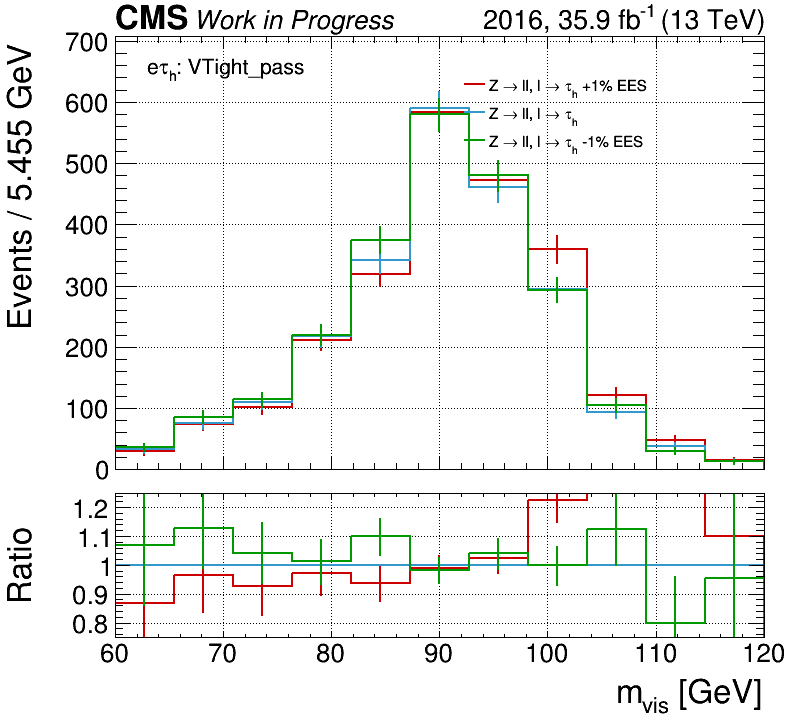 CMS Work in Progress 2016, 35.9 fb-1 (13 TeV)
Events / 5.455 GeV
700
600
500
400
300
200
100
0
eτh: VTight_pass
Z → ll, l → τh +1% EES
Z → ll, l → τh
Z → ll, l → τh -1% EES
Ratio
1.2
1.1
1
0.9
0.8
60 70 80 90 100 110 120
mvis [GeV]